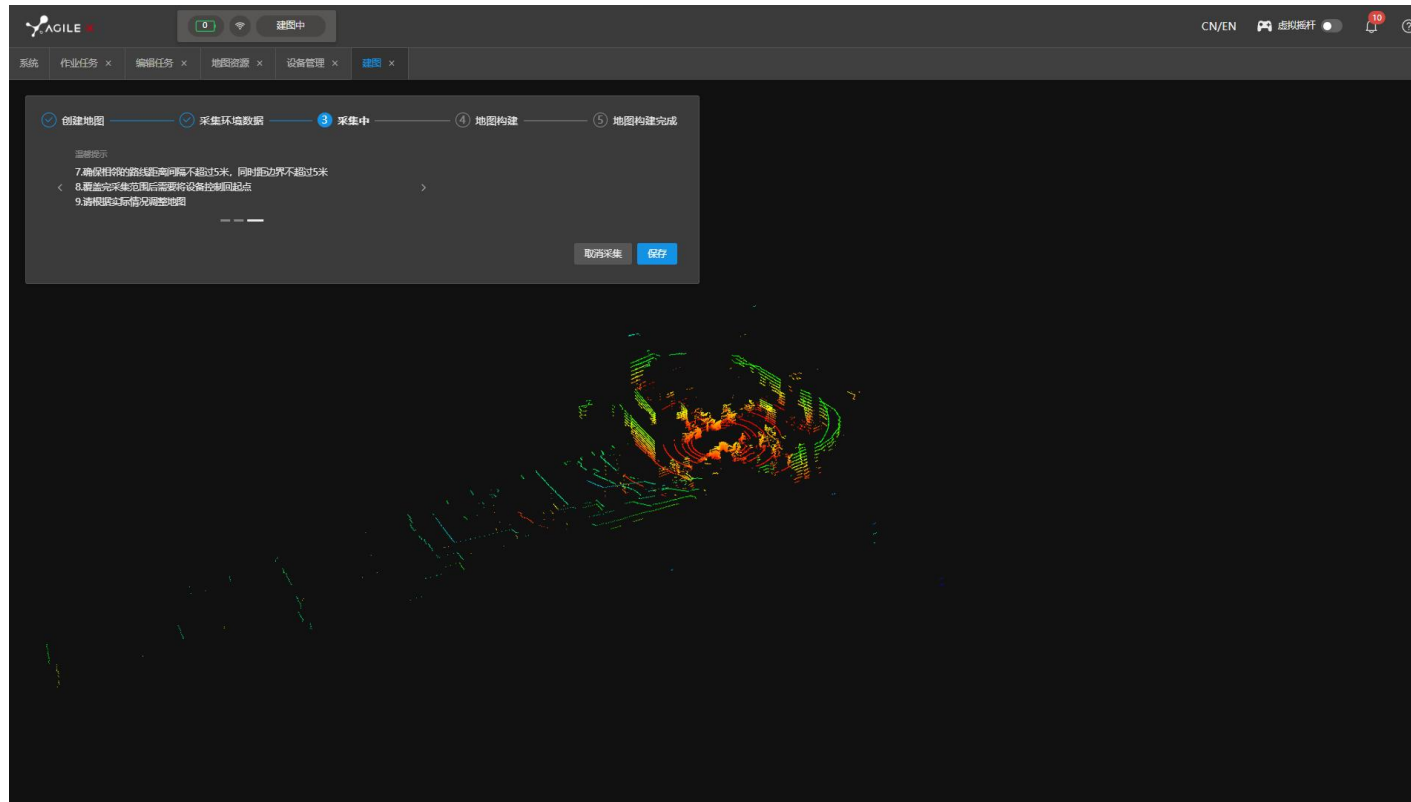 AGILE
0
建图中
CN/EN
虚拟摇杆
10
系统
作业任务 ×
编辑任务 ×
地图资源 ×
设备管理 ×
建图 ×
创建地图
采集环境数据
3 采集中
4 地图构建
5 地图构建完成
温馨提示
7.确保相邻的路线距离间隔不超过5米，同时距边界不超过5米
8.覆盖完采集范围后需要将设备控制回起点
9.请根据实际情况调整地图
取消采集
保存